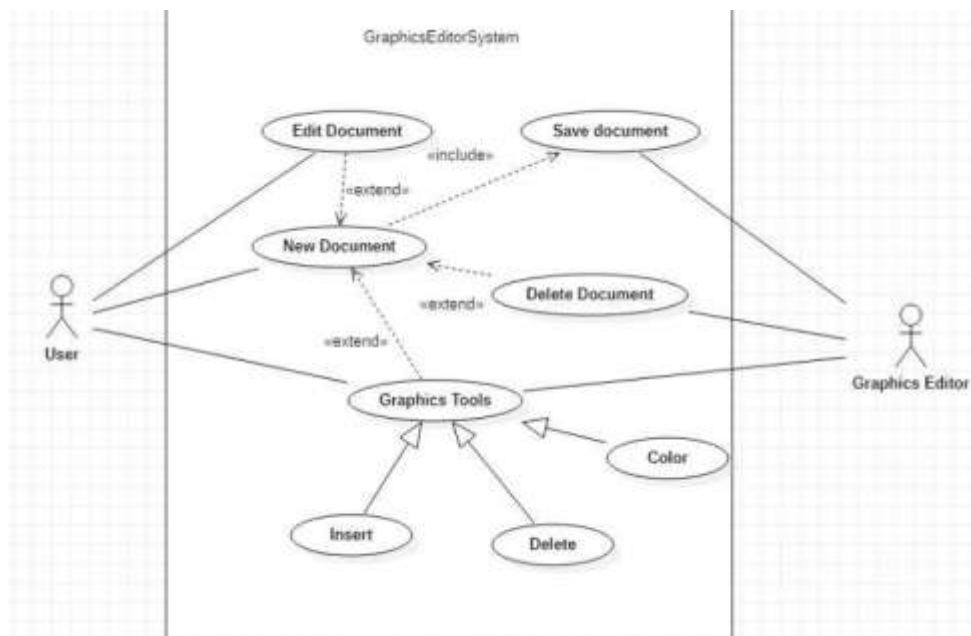 GraphicsEditorSystem
Edit Document
Save document
«include»
«extend»
New Document
Delete Document
«extend»
«extend»
User
Graphics Editor
Graphics Tools
Color
Insert
Delete